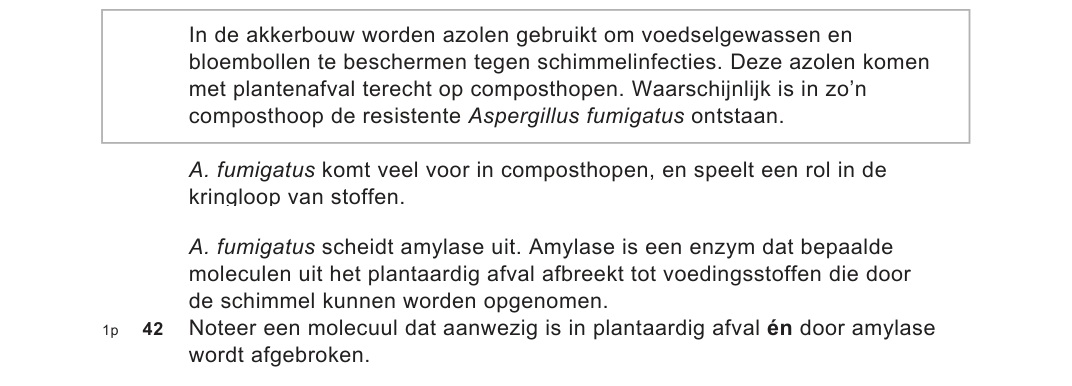 In de akkerbouw worden azolen gebruikt om voedselgewassen en
bloembollen te beschermen tegen schimmelinfecties. Deze azolen komen
met plantenafval terecht op composthopen. Waarschijnlijk is in zo’n
composthoop de resistente Aspergillus fumigatus ontstaan.
A. fumigatus komt veel voor in composthopen, en speelt een rol in de
kringloop van stoffen.
A. fumigatus scheidt amylase uit. Amylase is een enzym dat bepaalde
moleculen uit het plantaardig afval afbreekt tot voedingsstoffen die door
de schimmel kunnen worden opgenomen.
1p 42 Noteer een molecuul dat aanwezig is in plantaardig afval én door amylase
wordt afgebroken.